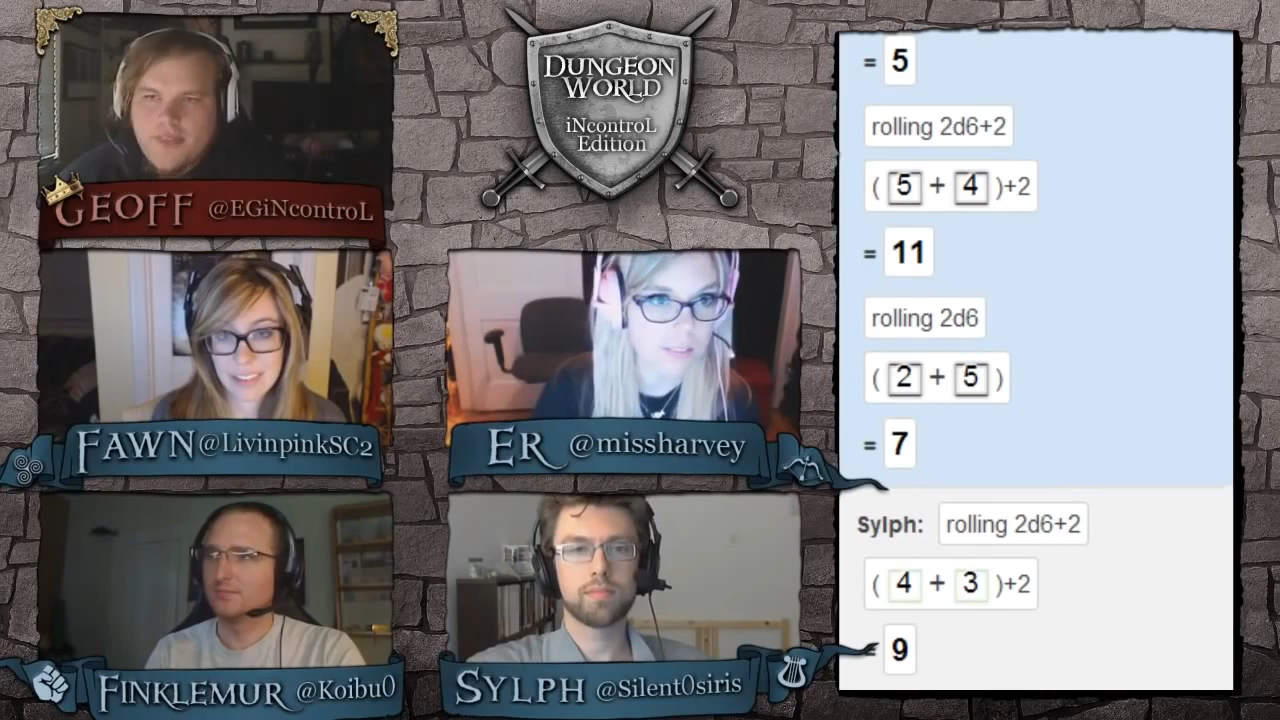 DUNGEON
WORLD
iNcontroL
Edition
GEOFF @EGiNcontroL
FAWN @LivinpinkSC2
ER @missharvey
FINKLEMUR @Koibu0
SYLPH @Silent0siris
= 5
rolling 2d6+2
( 5 + 4 )+2
= 11
rolling 2d6
( 2 + 5 )
= 7
Sylph: rolling 2d6+2
( 4 + 3 )+2
= 9